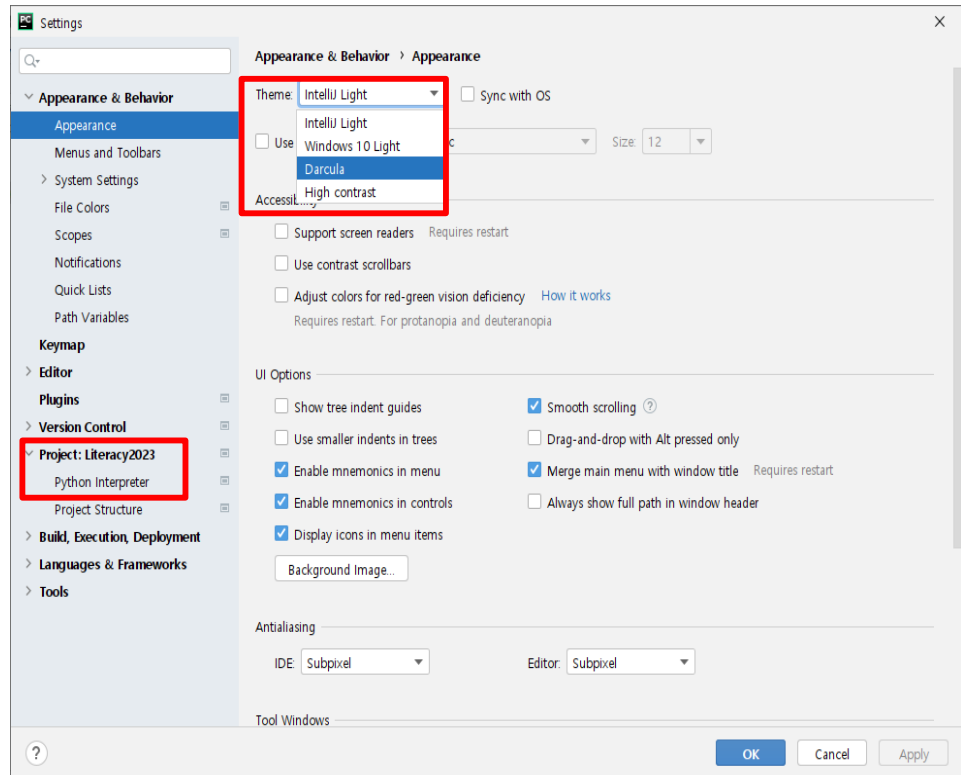 PC Settings
Appearance & Behavior
Appearance
Menus and Toolbars
System Settings
File Colors
Scopes
Notifications
Quick Lists
Path Variables
Keymap
Editor
Plugins
Version Control
Project: Literacy2023
Python Interpreter
Project Structure
Build, Execution, Deployment
Languages & Frameworks
Tools
Appearance & Behavior › Appearance
Theme: IntelliJ Light Sync with OS
IntelliJ Light
Windows 10 Light
Darcula
High contrast
Use c Size: 12
Accessibility
Support screen readers Requires restart
Use contrast scrollbars
Adjust colors for red-green vision deficiency How it works
Requires restart. For protanopia and deuteranopia
UI Options
Show tree indent guides Smooth scrolling ?
Use smaller indents in trees Drag-and-drop with Alt pressed only
Enable mnemonics in menu Merge main menu with window title Requires restart
Enable mnemonics in controls Always show full path in window header
Display icons in menu items
Background Image...
Antialiasing
IDE: Subpixel Editor: Subpixel
Tool Windows
? OK Cancel Apply